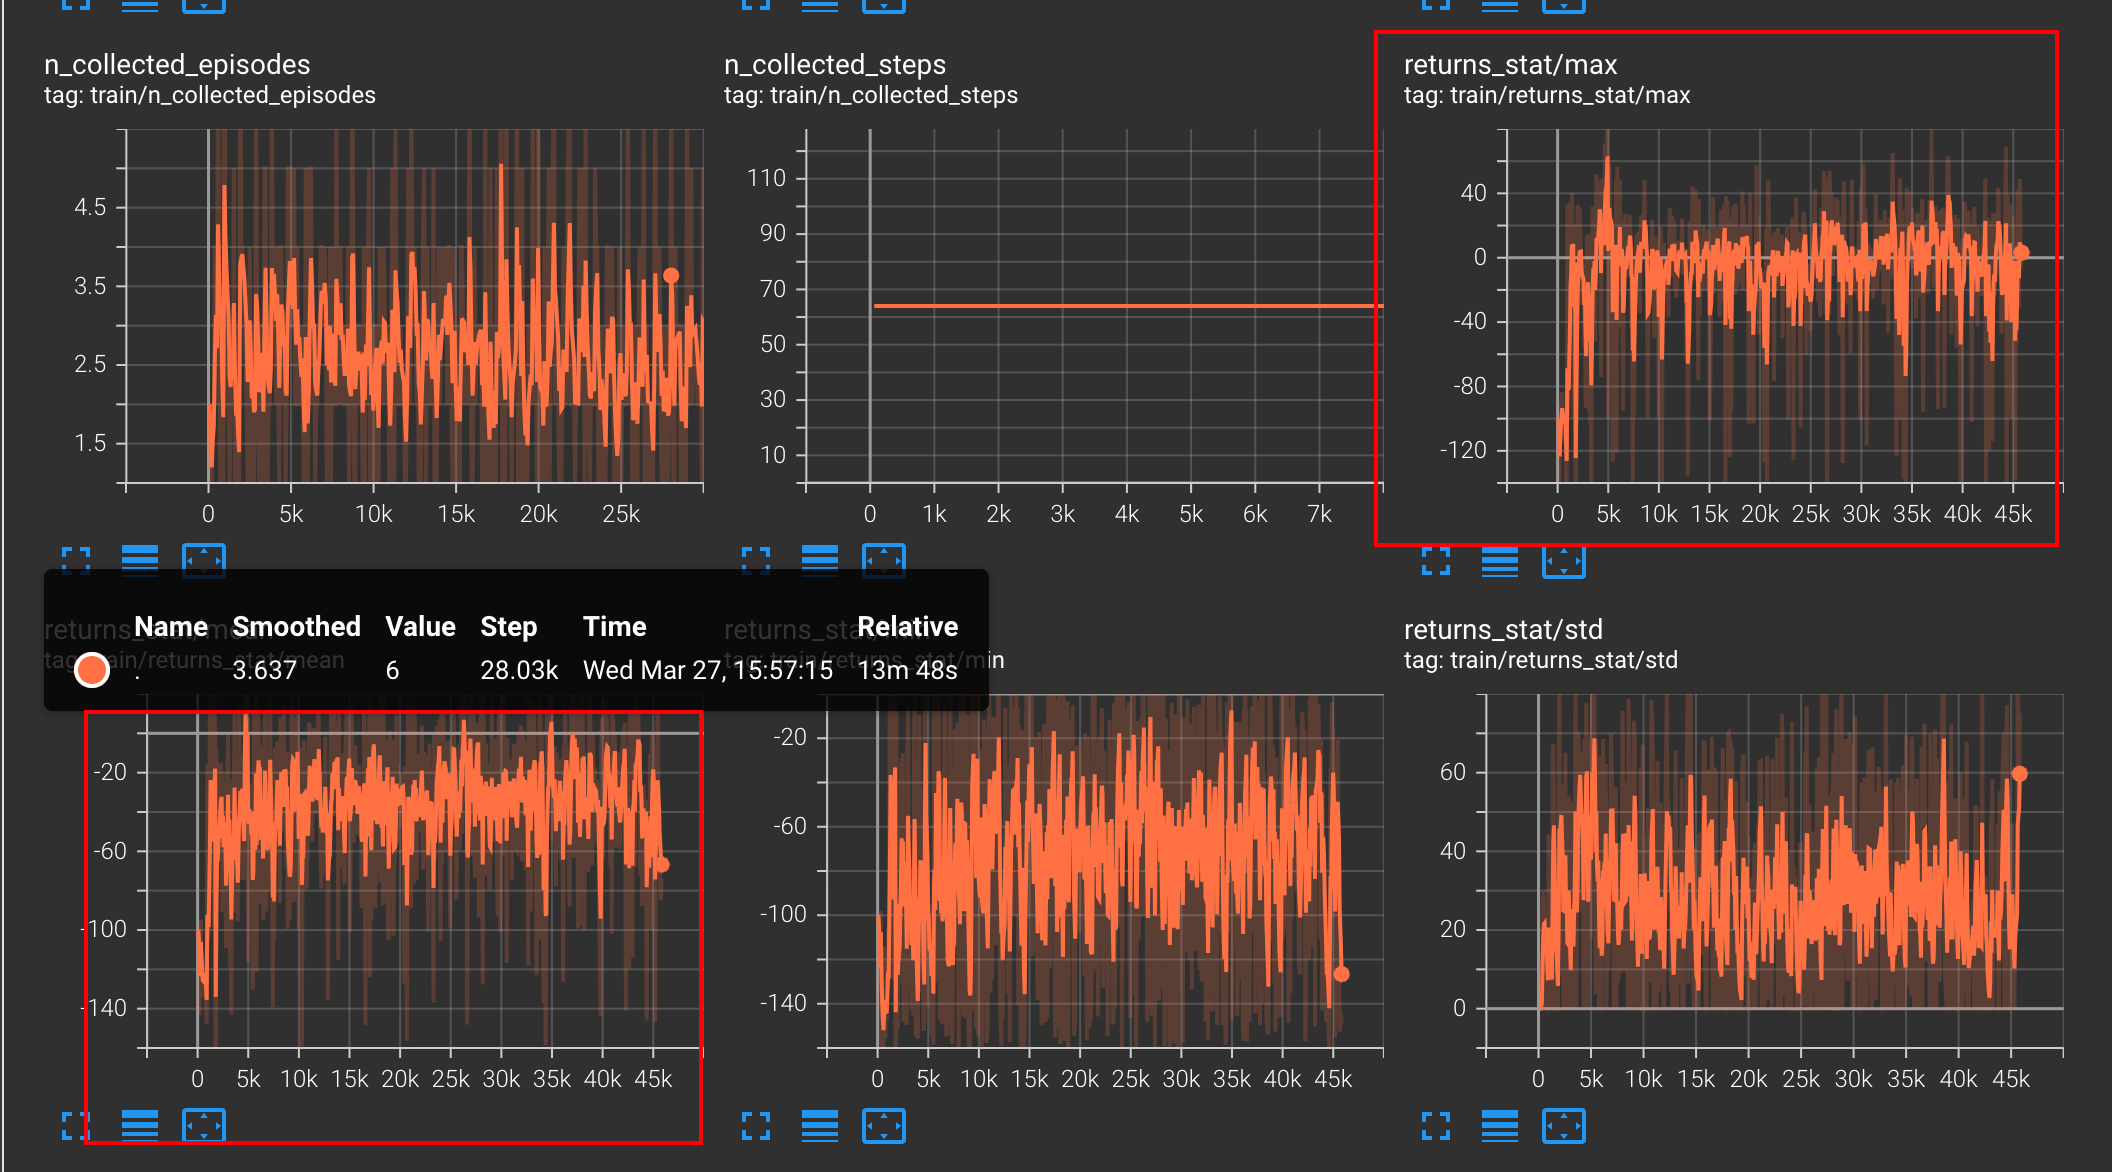 n_collected_episodes
tag: train/n_collected_episodes
4.5
3.5
2.5
1.5
0 5k 10k 15k 20k 25k
n_collected_steps
tag: train/n_collected_steps
110
90
70
50
30
10
0 1k 2k 3k 4k 5k 6k 7k
returns_stat/max
tag: train/returns_stat/max
40
0
-40
-80
-120
0 5k 10k 15k 20k 25k 30k 35k 40k 45k
Name Smoothed Value Step Time Relative
. 3.637 6 28.03k Wed Mar 27, 15:57:15 13m 48s
returns_stat/mean
tag: train/returns_stat/mean
-20
-60
-100
-140
0 5k 10k 15k 20k 25k 30k 35k 40k 45k
returns_stat/min
tag: train/returns_stat/min
-20
-60
-100
-140
0 5k 10k 15k 20k 25k 30k 35k 40k 45k
returns_stat/std
tag: train/returns_stat/std
60
40
20
0
0 5k 10k 15k 20k 25k 30k 35k 40k 45k